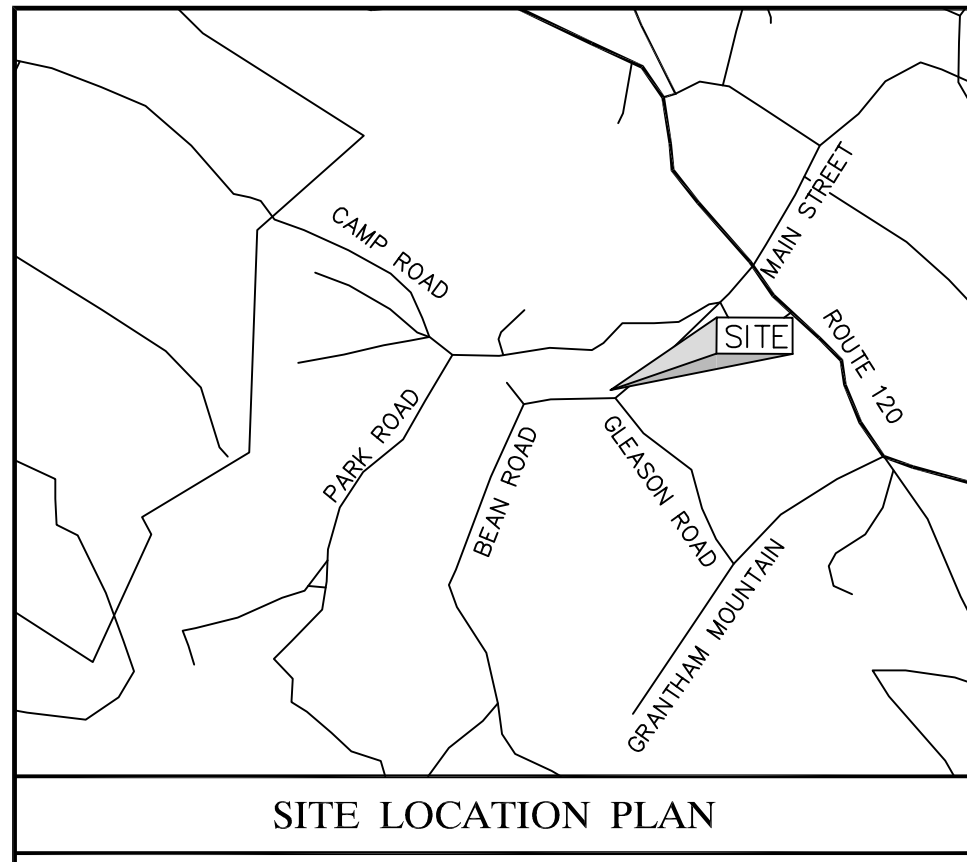 MAIN STREET
CAMP ROAD
SITE
ROUTE 120
PARK ROAD
BEAN ROAD
GLEASON ROAD
GRANTHAM MOUNTAIN
SITE LOCATION PLAN